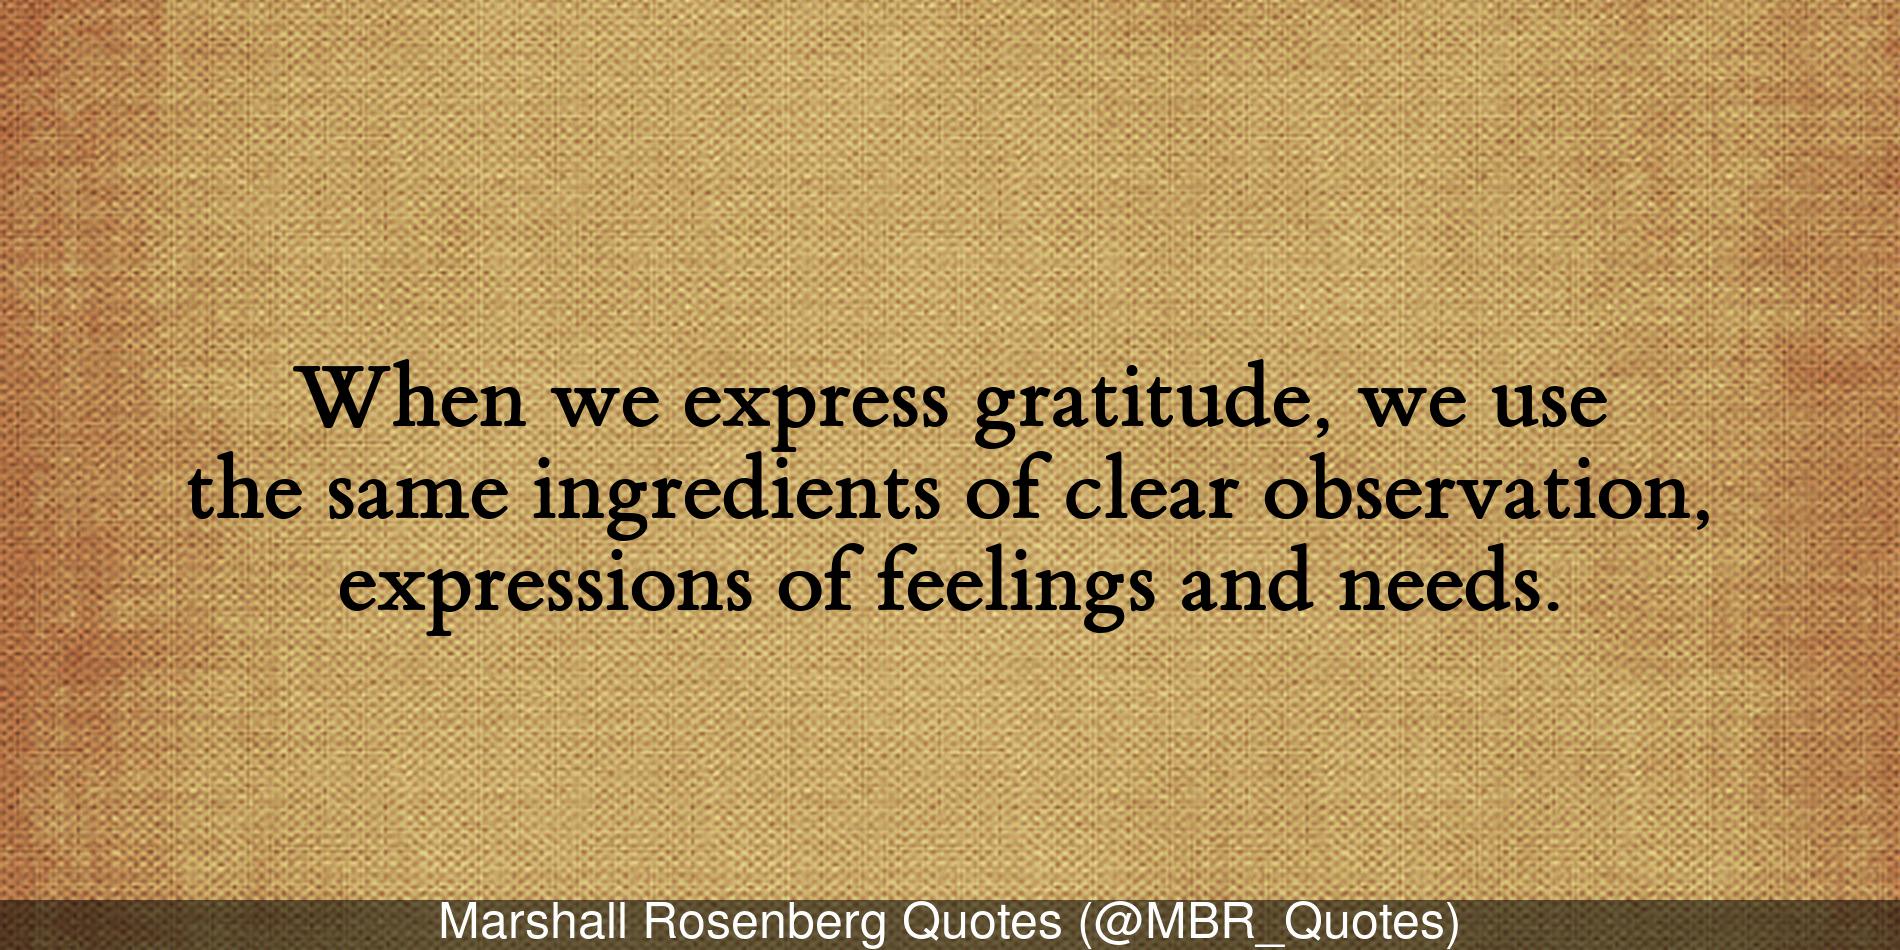 When we express gratitude, we use
the same ingredients of clear observation,
expressions of feelings and needs.
Marshall Rosenberg Quotes (@MBR_Quotes)